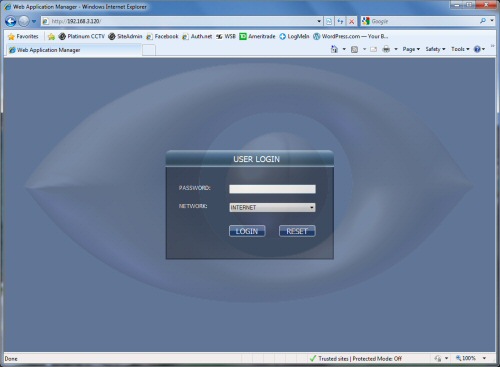 Web Application Manager - Windows Internet Explorer
http://192.168.3.120/
Google
Favorites Platinum CCTV SiteAdmin Facebook Auth.net WSB Ameritrade LogMeIn WordPress.com — Your B...
Web Application Manager
Page Safety Tools
USER LOGIN
PASSWORD:
NETWORK: INTERNET
LOGIN RESET
Done Trusted sites | Protected Mode: Off 100%